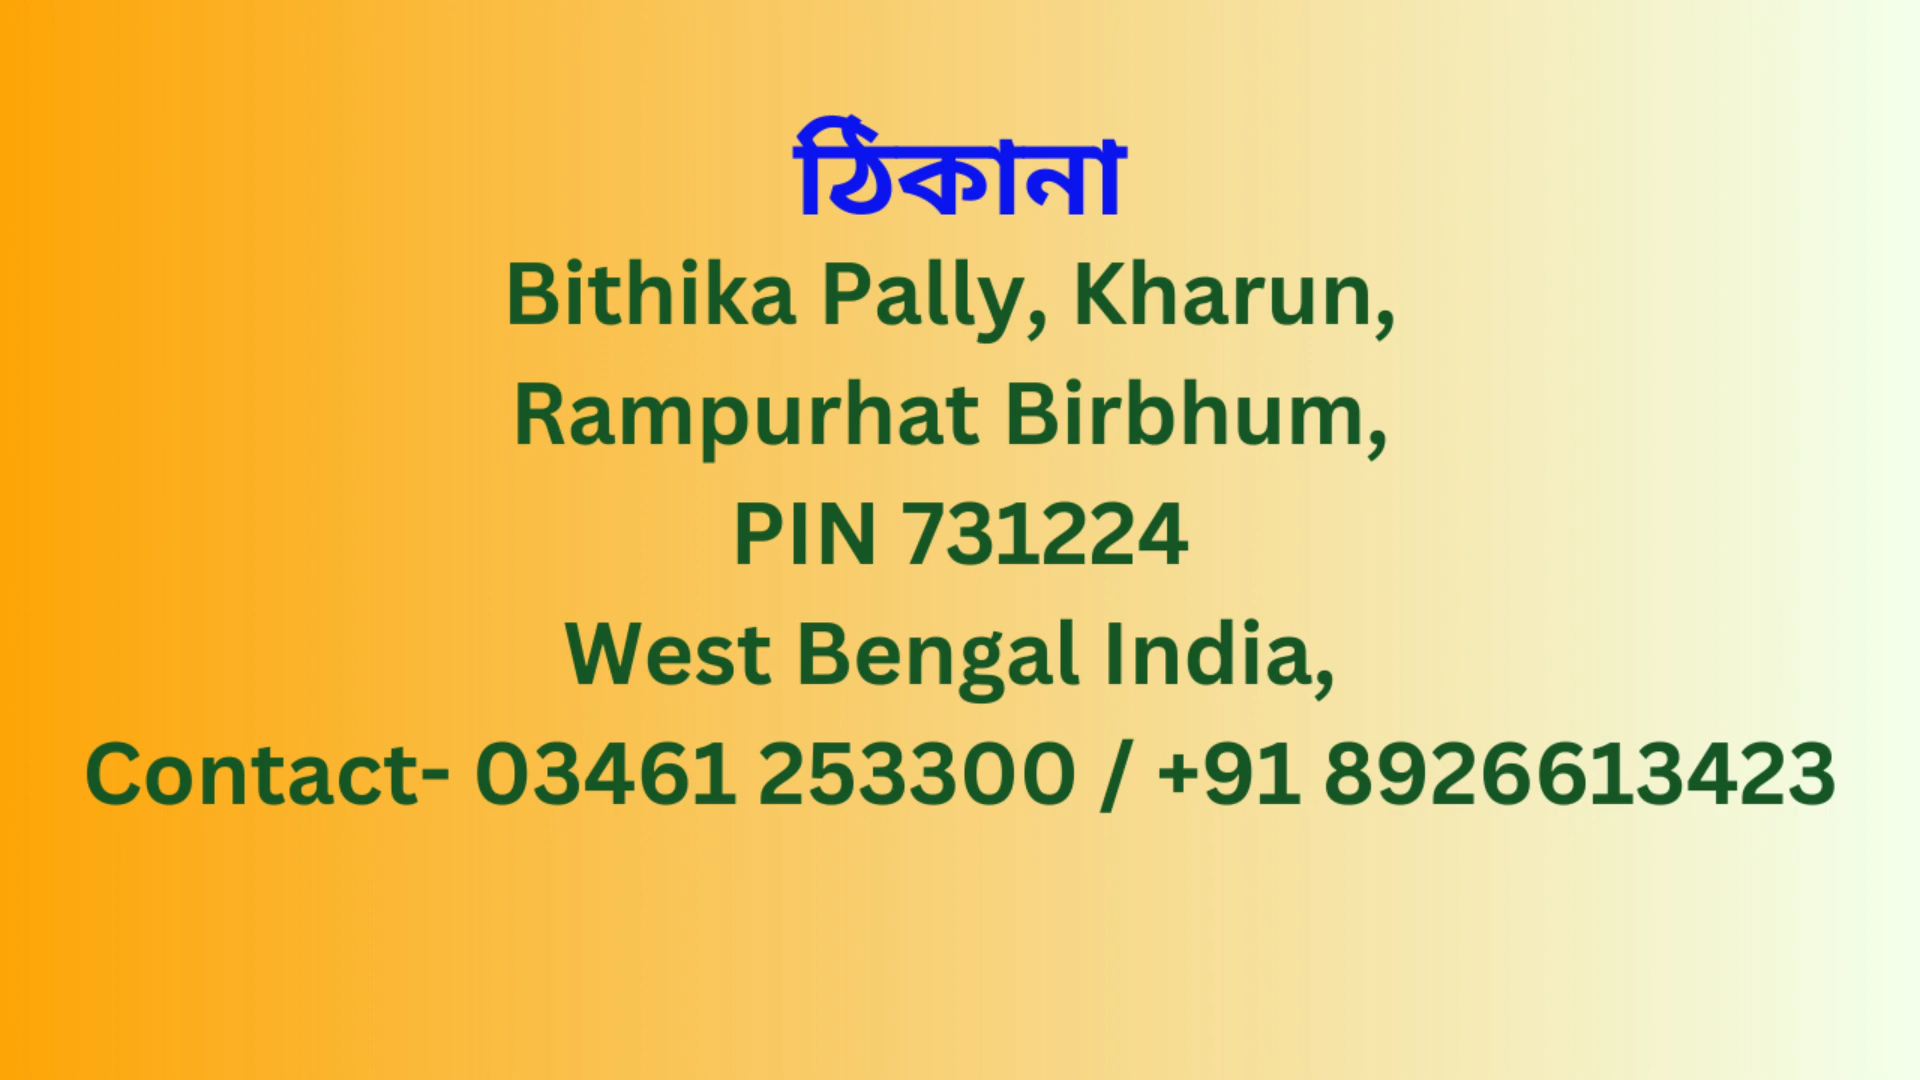 ঠিকানা
Bithika Pally, Kharun,
Rampurhat Birbhum,
PIN 731224
West Bengal India,
Contact- 03461 253300 / +91 8926613423